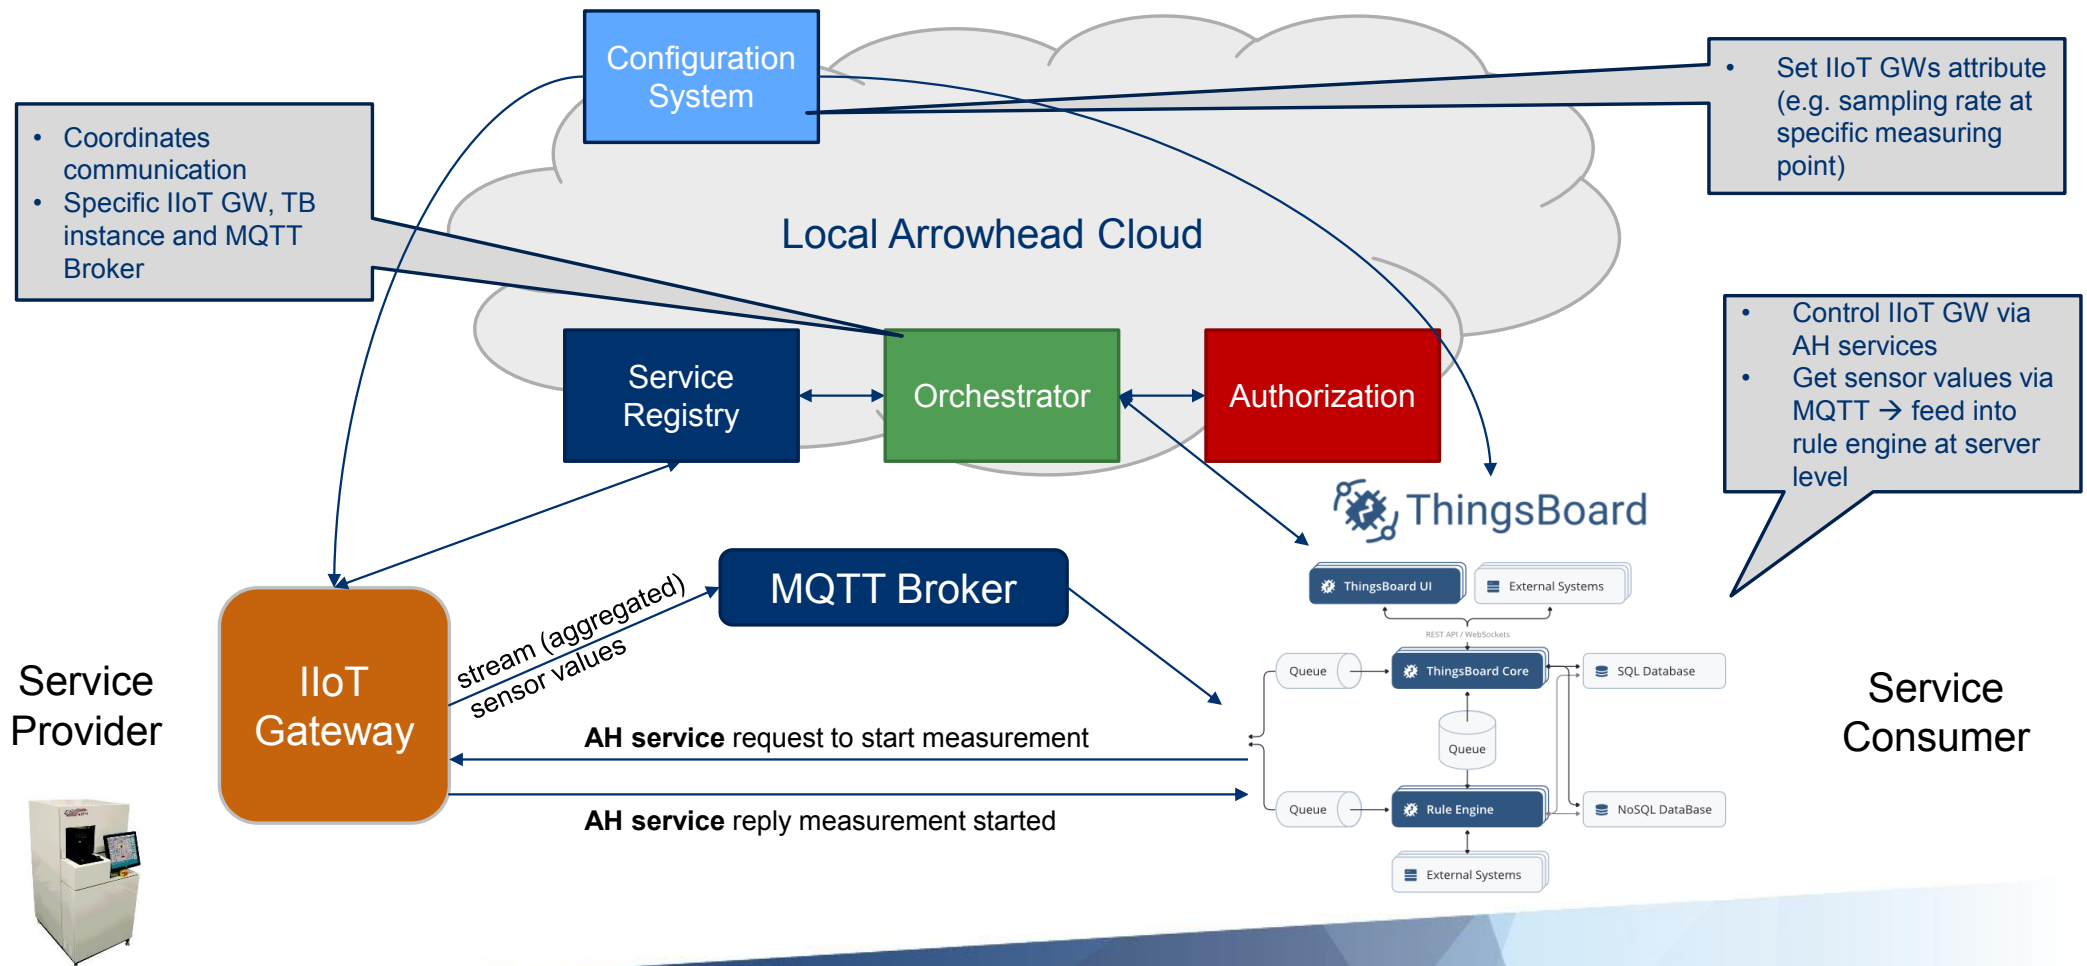 Configuration
System
• Set IIoT GWs attribute
(e.g. sampling rate at
specific measuring
point)
• Coordinates
communication
• Specific IIoT GW, TB
instance and MQTT
Broker
Local Arrowhead Cloud
• Control IIoT GW via
AH services
• Get sensor values via
MQTT → feed into
rule engine at server
level
Service
Registry
Orchestrator
Authorization
ThingsBoard
MQTT Broker
ThingsBoard UI
External Systems
REST API / WebSockets
stream (aggregated)
sensor values
Service
Provider
IIoT
Gateway
Queue
ThingsBoard Core
SQL Database
Service
Consumer
AH service request to start measurement
Queue
Queue
Rule Engine
NoSQL DataBase
AH service reply measurement started
External Systems